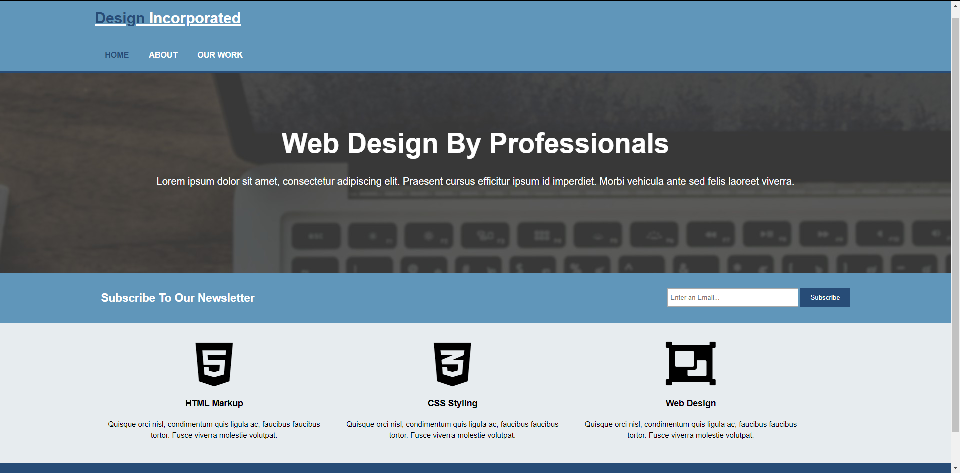 Design Incorporated
HOME ABOUT OUR WORK
Web Design By Professionals
Lorem ipsum dolor sit amet, consectetur adipiscing elit. Praesent cursus efficitur ipsum id imperdiet. Morbi vehicula ante sed felis laoreet viverra.
Subscribe To Our Newsletter
Enter an Email...
Subscribe
HTML Markup
Quisque orci nisl, condimentum quis ligula ac, faucibus faucibus
tortor. Fusce viverra molestie volutpat.
CSS Styling
Quisque orci nisl, condimentum quis ligula ac, faucibus faucibus
tortor. Fusce viverra molestie volutpat.
Web Design
Quisque orci nisl, condimentum quis ligula ac, faucibus faucibus
tortor. Fusce viverra molestie volutpat.